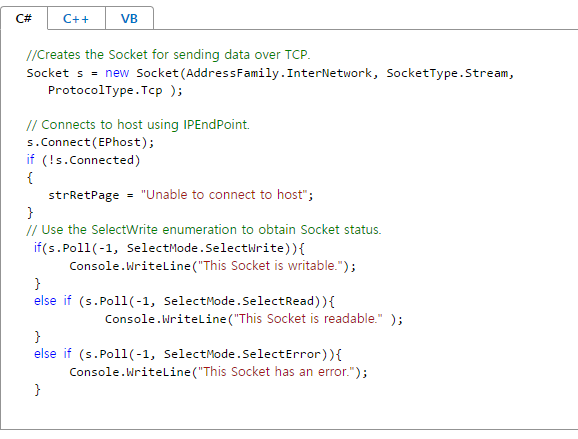 C# C++ VB
//Creates the Socket for sending data over TCP.
Socket s = new Socket(AddressFamily.InterNetwork, SocketType.Stream,
ProtocolType.Tcp );
// Connects to host using IPEndPoint.
s.Connect(EPhost);
if (!s.Connected)
{
strRetPage = "Unable to connect to host";
}
// Use the SelectWrite enumeration to obtain Socket status.
if(s.Poll(-1, SelectMode.SelectWrite)){
Console.WriteLine("This Socket is writable.");
}
else if (s.Poll(-1, SelectMode.SelectRead)){
Console.WriteLine("This Socket is readable." );
}
else if (s.Poll(-1, SelectMode.SelectError)){
Console.WriteLine("This Socket has an error.");
}